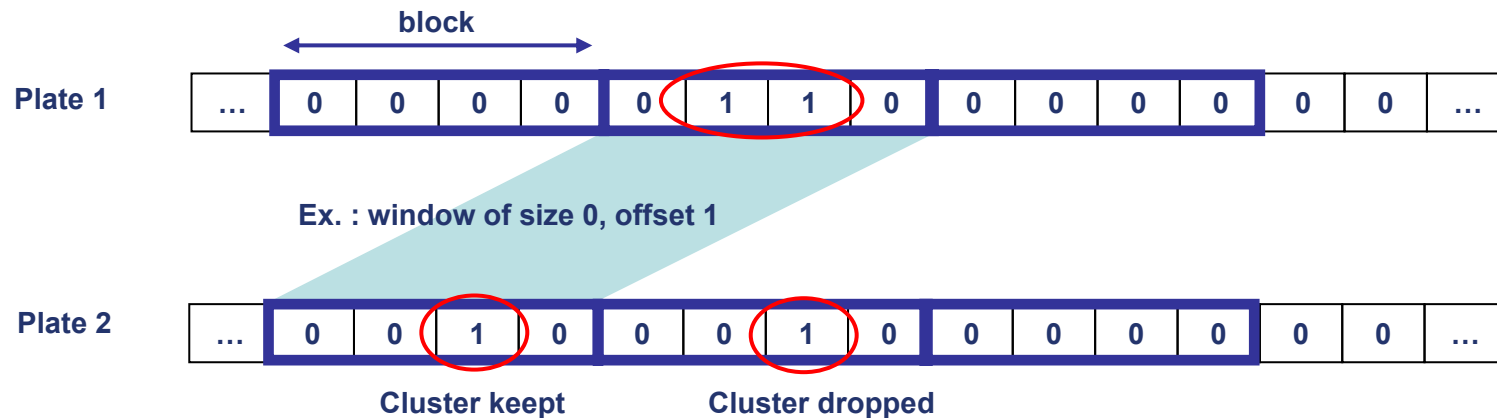 block
Plate 1
… 0 0 0 0 0 1 1 0 0 0 0 0 0 0 …
Ex. : window of size 0, offset 1
Plate 2
… 0 0 1 0 0 0 1 0 0 0 0 0 0 0 …
Cluster keept Cluster dropped